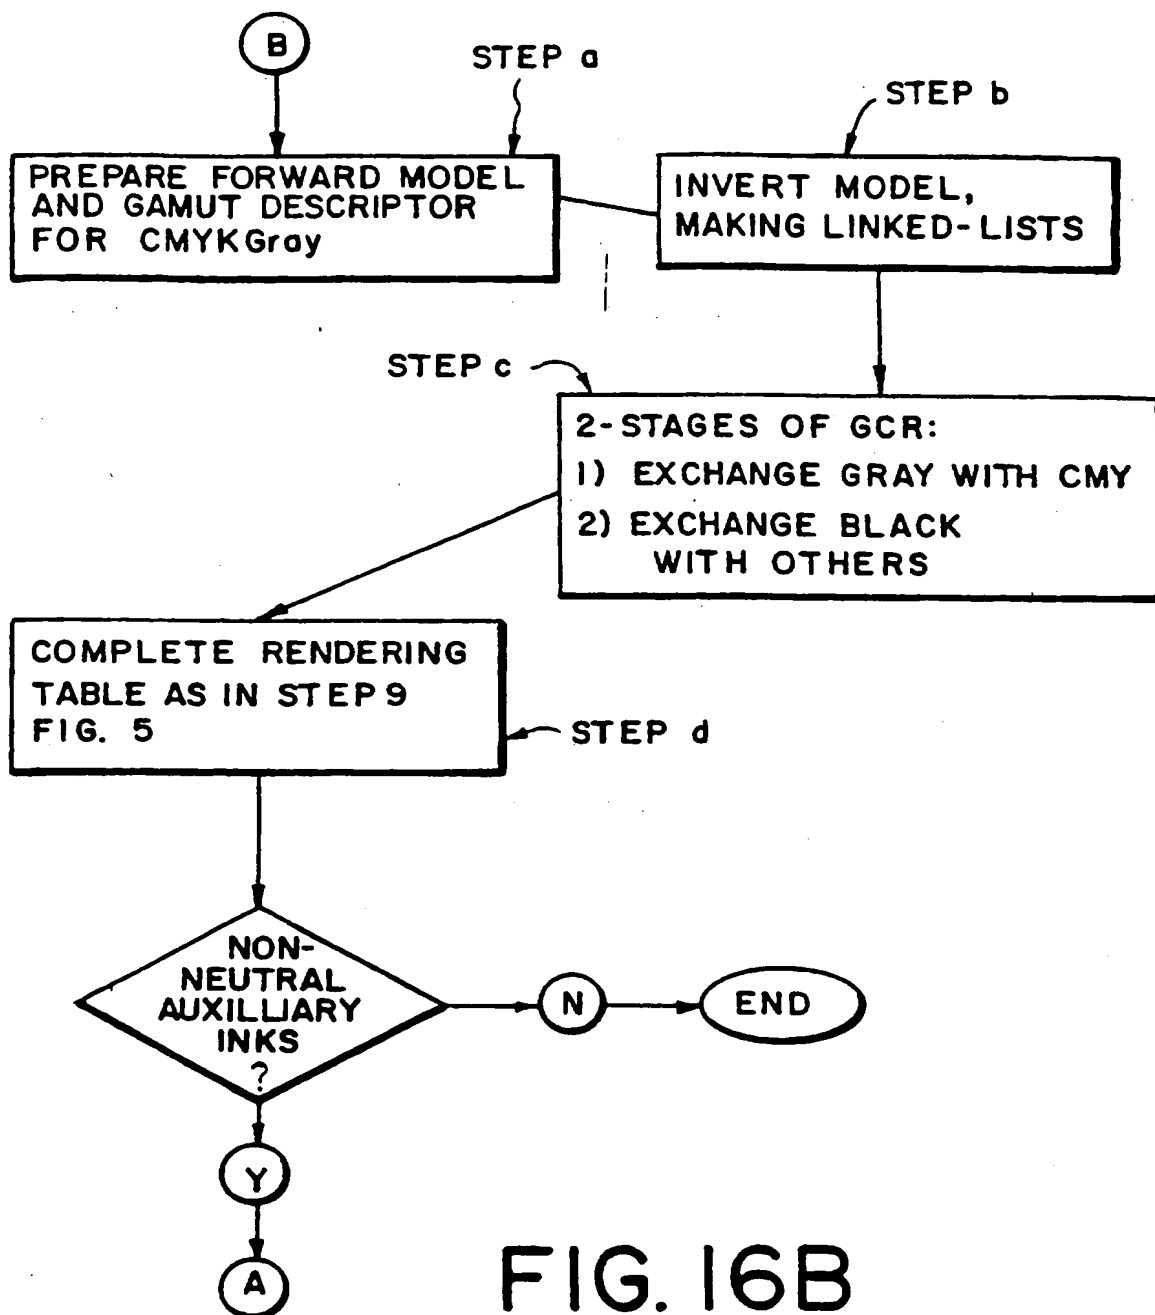 B
STEP a
STEP b
PREPARE FORWARD MODEL
AND GAMUT DESCRIPTOR
FOR CMYKGray
INVERT MODEL,
MAKING LINKED-LISTS
STEP c
2-STAGES OF GCR:
1) EXCHANGE GRAY WITH CMY
2) EXCHANGE BLACK
WITH OTHERS
COMPLETE RENDERING
TABLE AS IN STEP 9
FIG. 5
STEP d
NON-
NEUTRAL
AUXILLIARY
INKS
?
N
END
Y
A
FIG. 16B